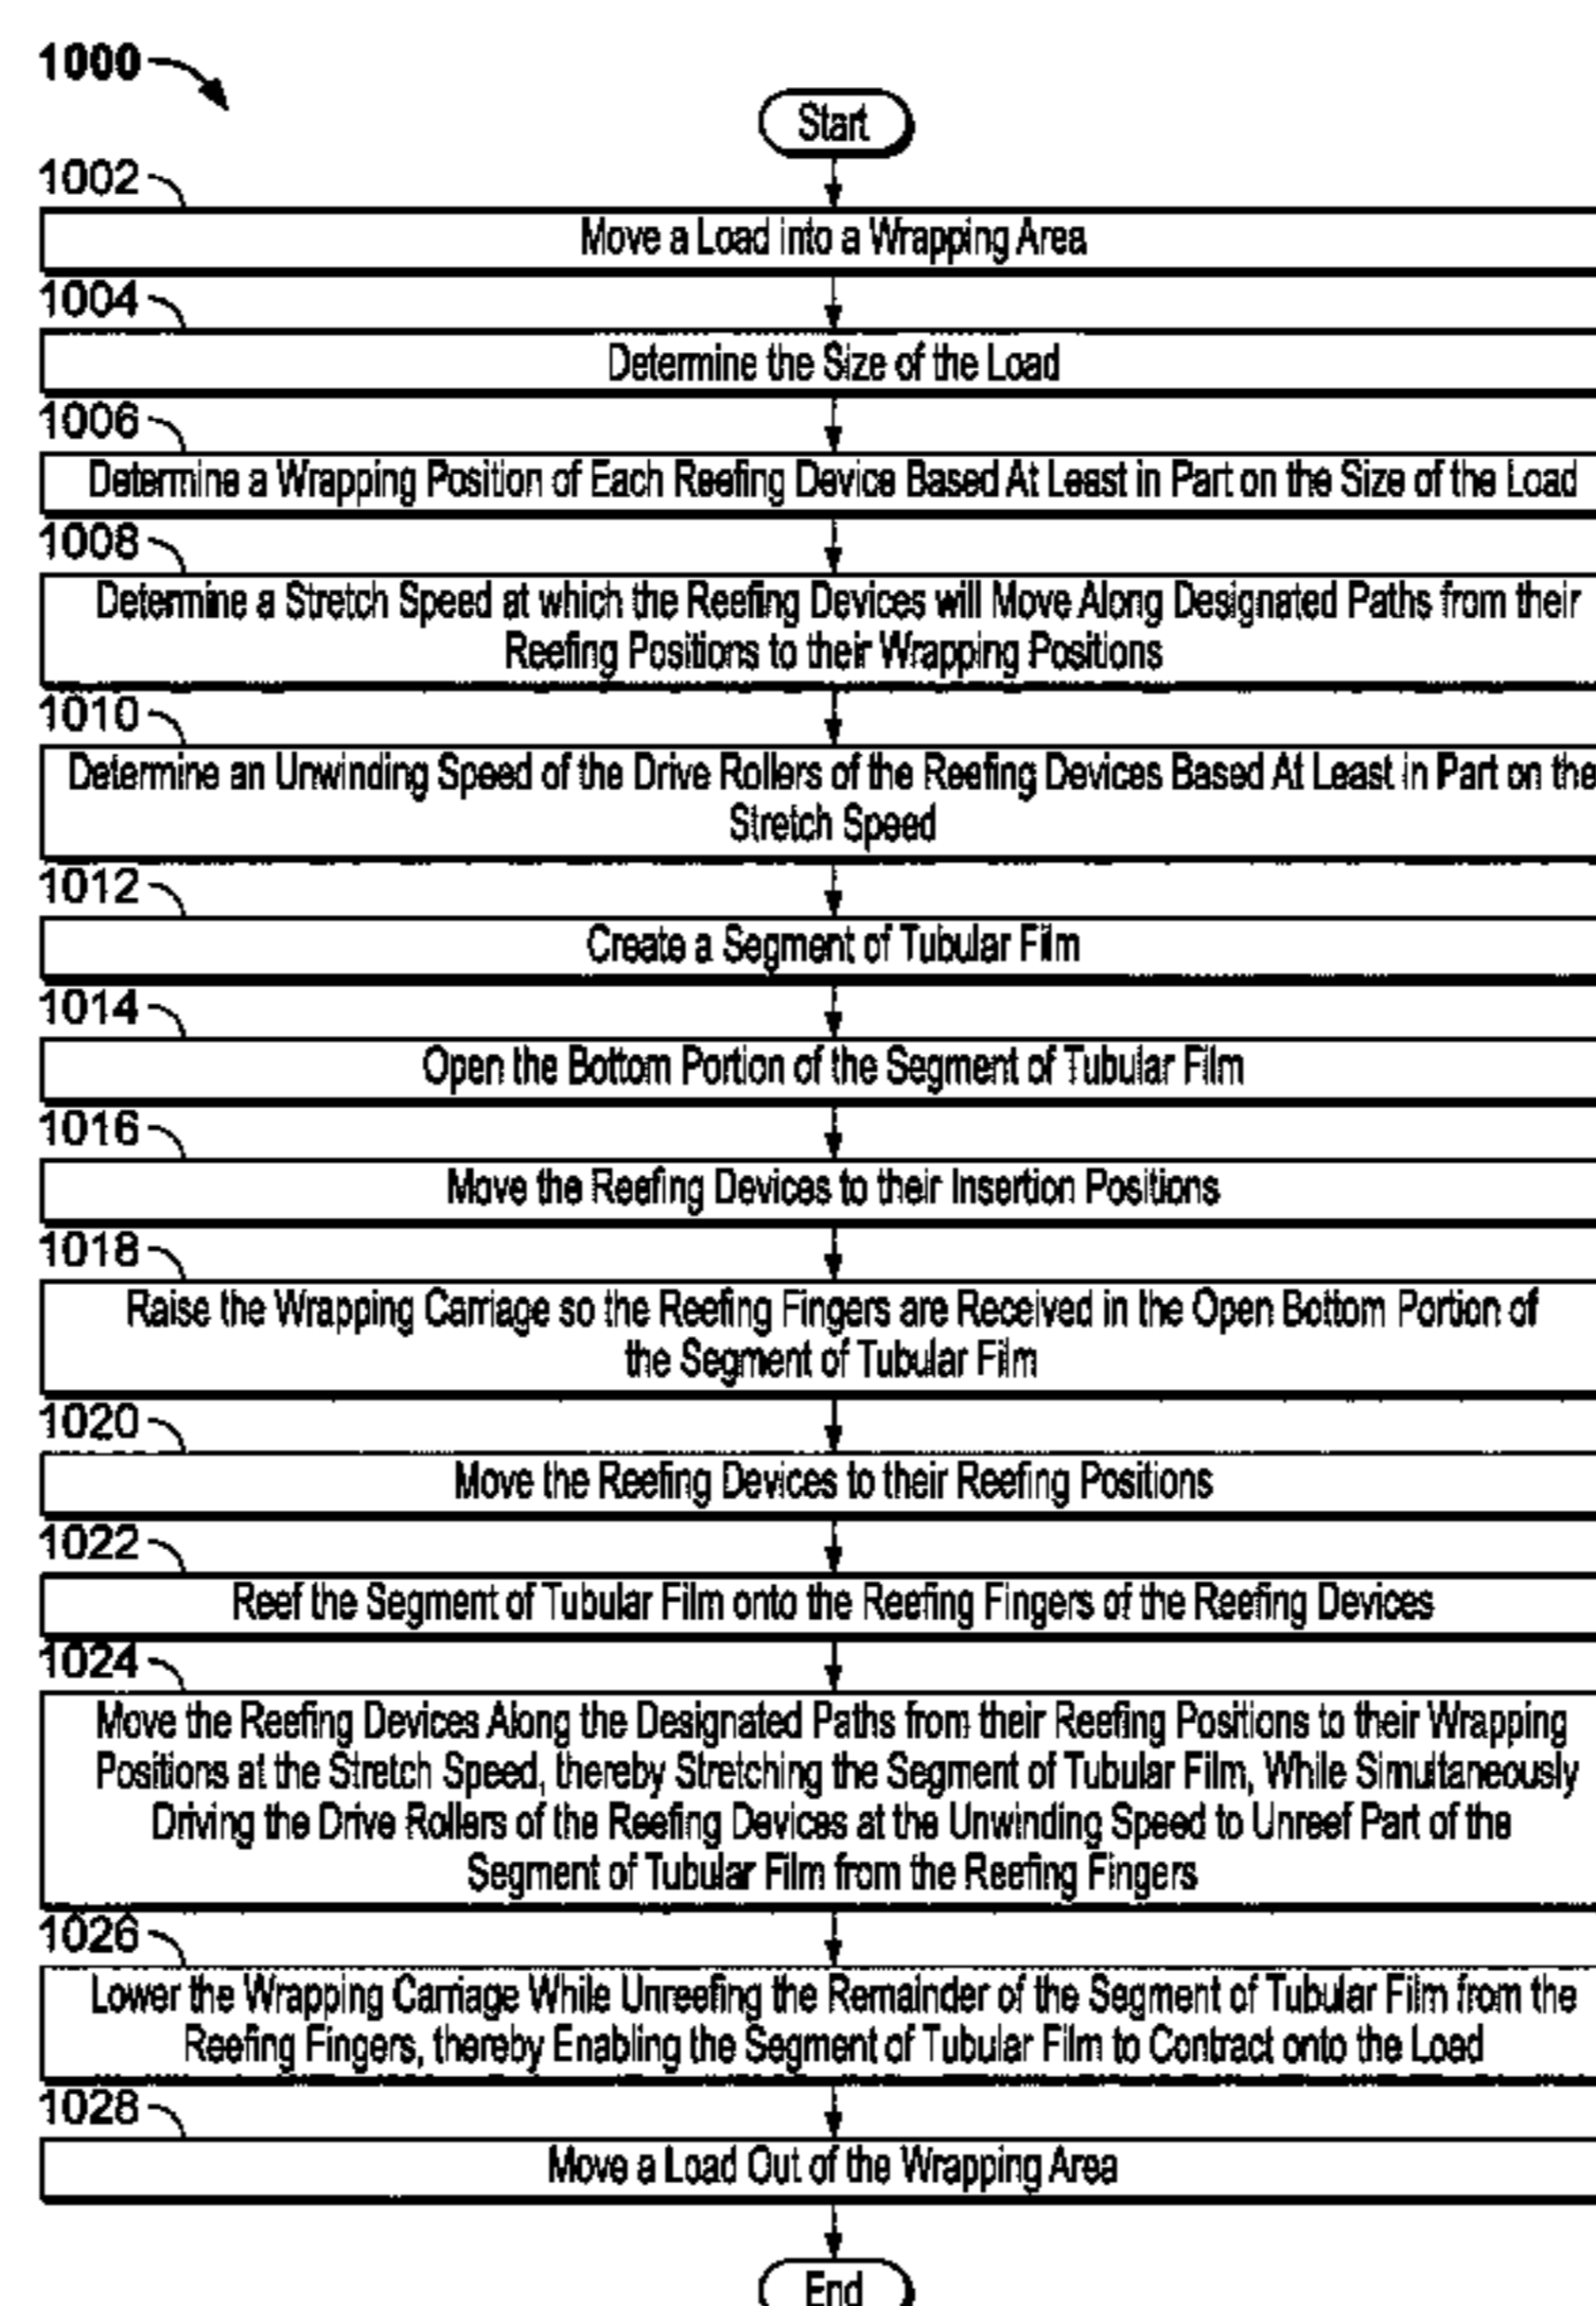 1000
Start
1002
Move a Load into a Wrapping Area
1004
Determine the Size of the Load
1006
Determine a Wrapping Position of Each Reefing Device Based At Least in Part on the Size of the Load
1008
Determine a Stretch Speed at which the Reefing Devices will Move Along Designated Paths from their
Reefing Positions to their Wrapping Positions
1010
Determine an Unwinding Speed of the Drive Rollers of the Reefing Devices Based At Least in Part on the
Stretch Speed
1012
Create a Segment of Tubular Film
1014
Open the Bottom Portion of the Segment of Tubular Film
1016
Move the Reefing Devices to their Insertion Positions
1018
Raise the Wrapping Carriage so the Reefing Fingers are Received in the Open Bottom Portion of
the Segment of Tubular Film
1020
Move the Reefing Devices to their Reefing Positions
1022
Reef the Segment of Tubular Film onto the Reefing Fingers of the Reefing Devices
1024
Move the Reefing Devices Along the Designated Paths from their Reefing Positions to their Wrapping
Positions at the Stretch Speed, thereby Stretching the Segment of Tubular Film, While Simultaneously
Driving the Drive Rollers of the Reefing Devices at the Unwinding Speed to Unreef Part of the
Segment of Tubular Film from the Reefing Fingers
1026
Lower the Wrapping Carriage While Unreefing the Remainder of the Segment of Tubular Film from the
Reefing Fingers, thereby Enabling the Segment of Tubular Film to Contract onto the Load
1028
Move a Load Out of the Wrapping Area
End